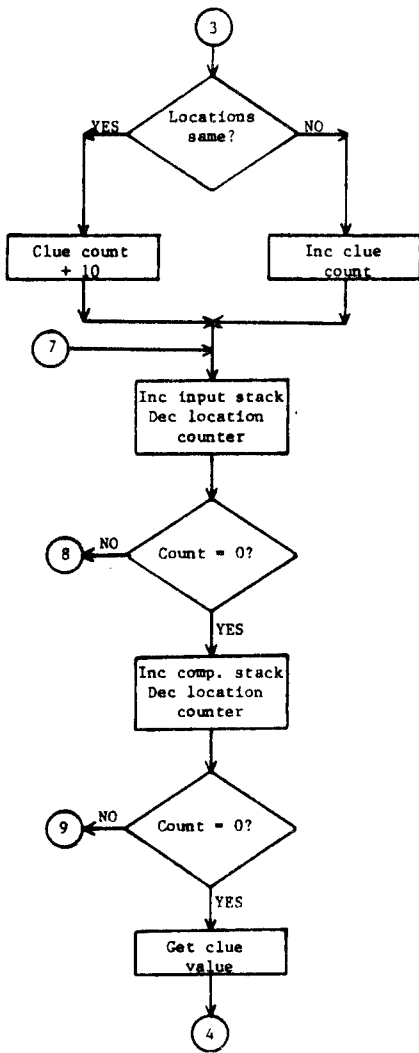 3
Locations
same?
YES
NO
Clue count
+ 10
Inc clue
count
7
Inc input stack
Dec location
counter
8
NO
Count = 0?
YES
Inc comp. stack
Dec location
counter
9
NO
Count = 0?
YES
Get clue
value
4